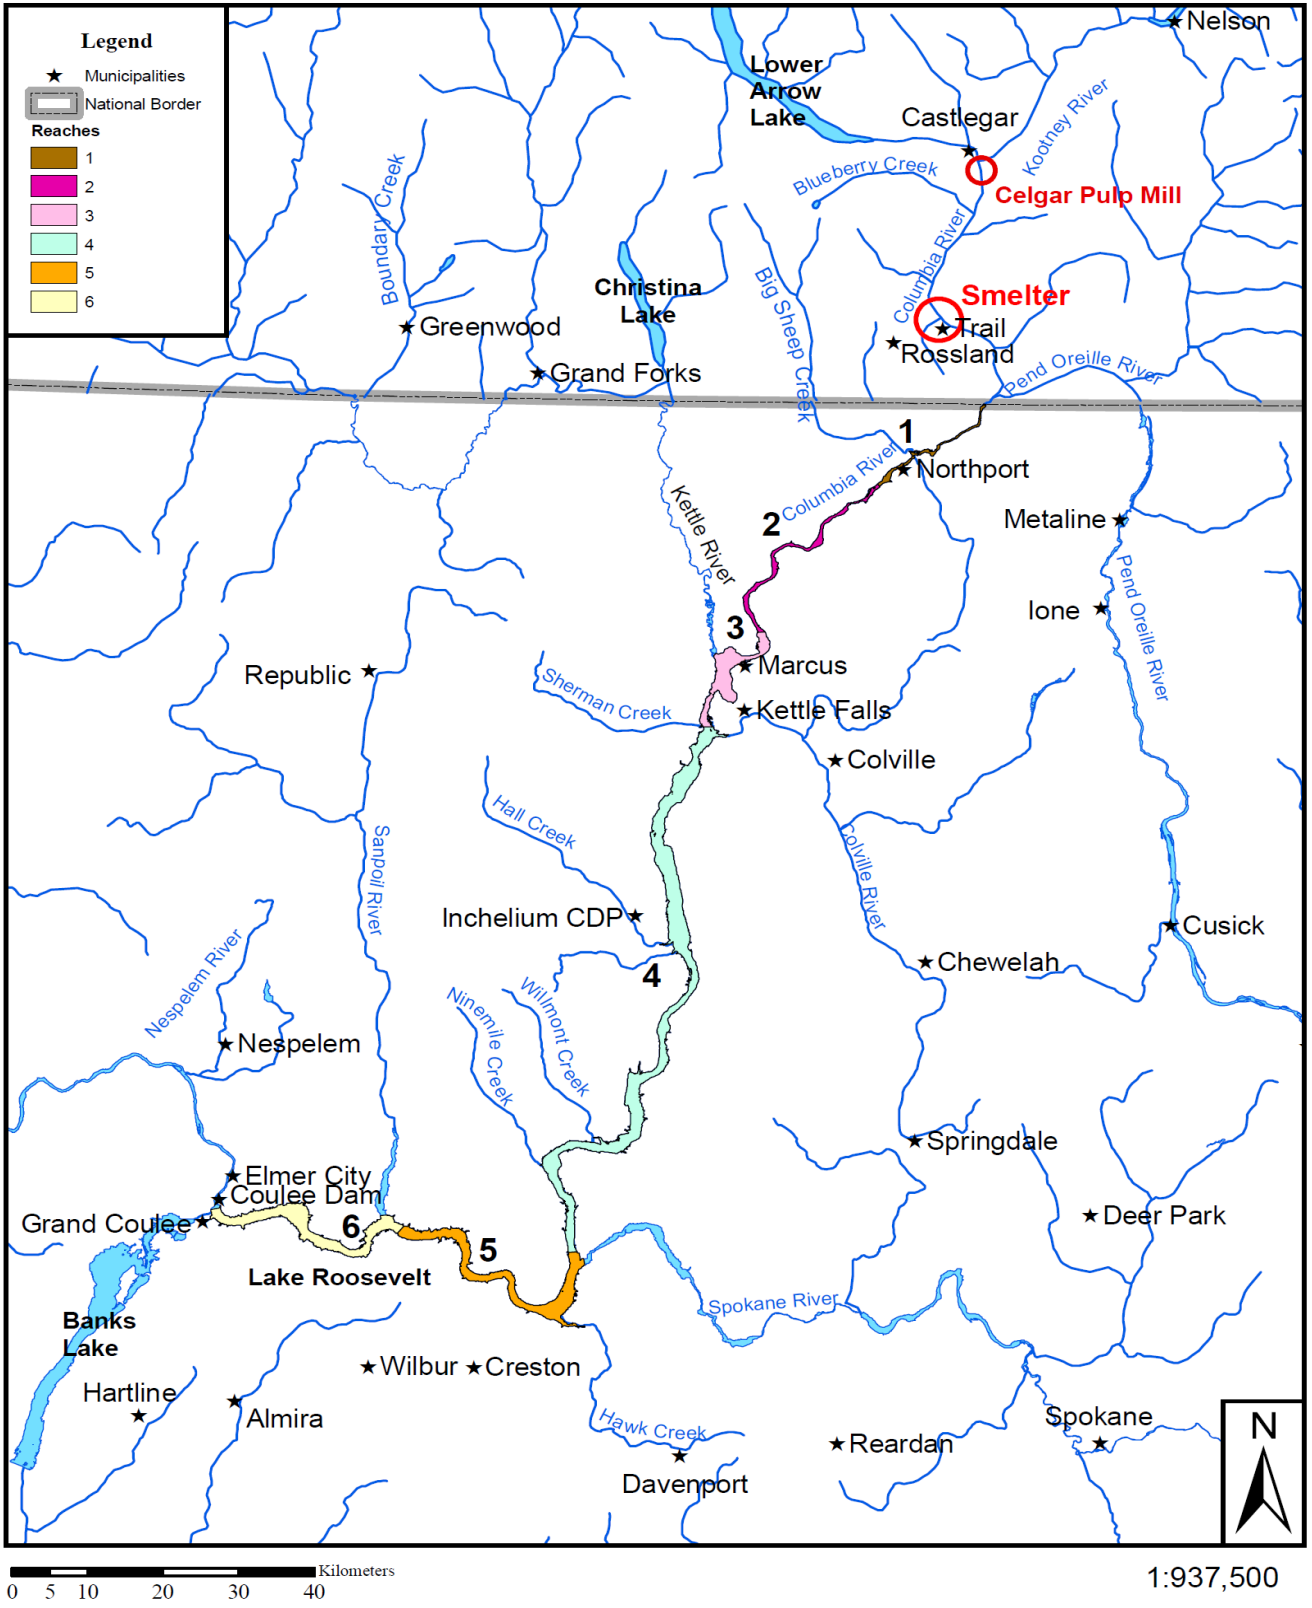 Legend
Municipalities
National Border
Reaches
1
2
3
4
5
6
Nelson
Lower
Arrow
Lake
Castlegar
Kootney River
Blueberry Creek
Celgar Pulp Mill
Boundary Creek
Columbia River
Big Sheep Creek
Christina
Lake
Smelter
Greenwood
Trail
Rossland
Grand Forks
Pend Oreille River
1
Northport
Columbia River
Kettle River
2
Metaline
Pend Oreille River
Ione
3
Marcus
Republic
Sherman Creek
Kettle Falls
Colville
Hall Creek
Sanpoil River
Colville River
Inchelium CDP
Cusick
Nespelem River
4
Chewelah
Ninemile Creek
Wilmont Creek
Nespelem
Springdale
Elmer City
Coulee Dam
Grand Coulee
6
5
Deer Park
Lake Roosevelt
Spokane River
Banks
Lake
Wilbur
Creston
Hartline
Almira
Hawk Creek
Spokane
Reardan
Davenport
N
Kilometers
0 5 10 20 30 40
1:937,500